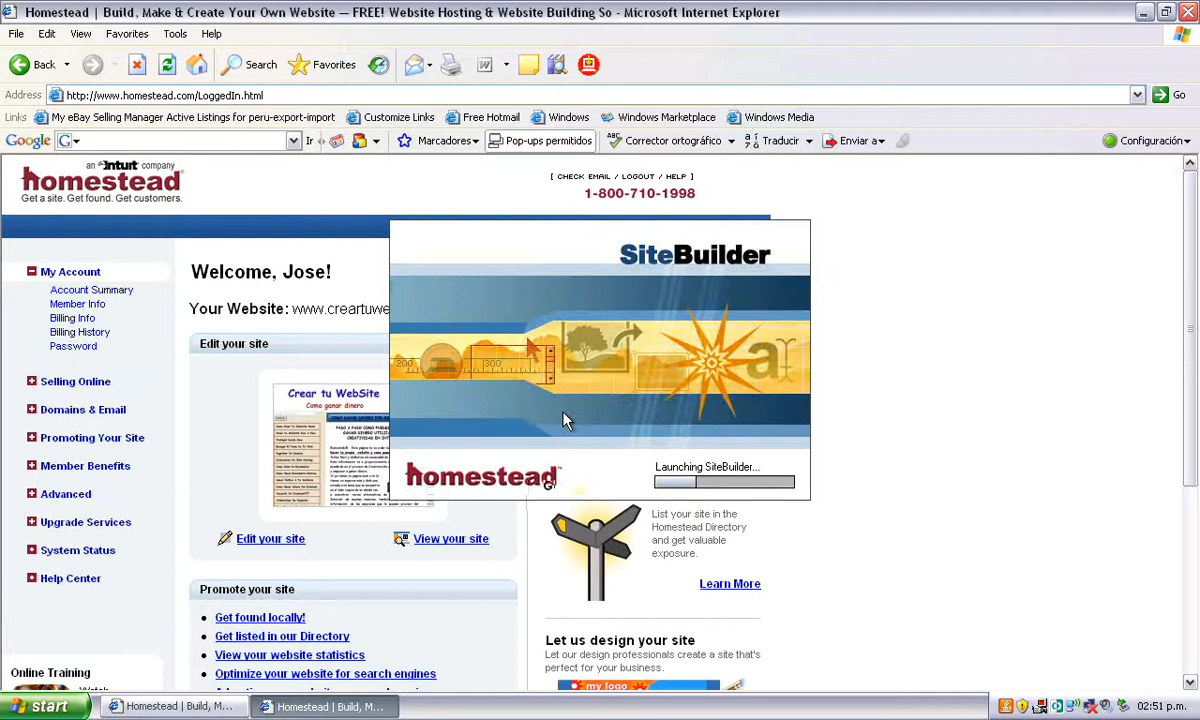 Homestead | Build, Make & Create Your Own Website — FREE! Website Hosting & Website Building So - Microsoft Internet Explorer
File Edit View Favorites Tools Help
Back Search Favorites
Address http://www.homestead.com/LoggedIn.html Go
Links My eBay Selling Manager Active Listings for peru-export-import Customize Links Free Hotmail Windows Windows Marketplace Windows Media
Google G Ir Marcadores Pop-ups permitidos Corrector ortográfico Traducir Enviar a Configuración
an intuit company
homestead
Get a site. Get found. Get customers.
[ CHECK EMAIL / LOGOUT / HELP ]
1-800-710-1998
My Account
Account Summary
Member Info
Billing Info
Billing History
Password
Selling Online
Domains & Email
Promoting Your Site
Member Benefits
Advanced
Upgrade Services
System Status
Help Center
Online Training
Watch
Welcome, Jose!
Your Website: www.creartuwe
Edit your site
Crear tu WebSite
Como ganar dinero
Edit your site View your site
Promote your site
Get found locally!
Get listed in our Directory
View your website statistics
Optimize your website for search engines
SiteBuilder
200 300
a
homestead
Launching SiteBuilder...
List your site in the
Homestead Directory
and get valuable
exposure.
Learn More
Let us design your site
Let our design professionals create a site that's
perfect for your business.
my logo
start Homestead | Build, M... Homestead | Build, M... 02:51 p.m.